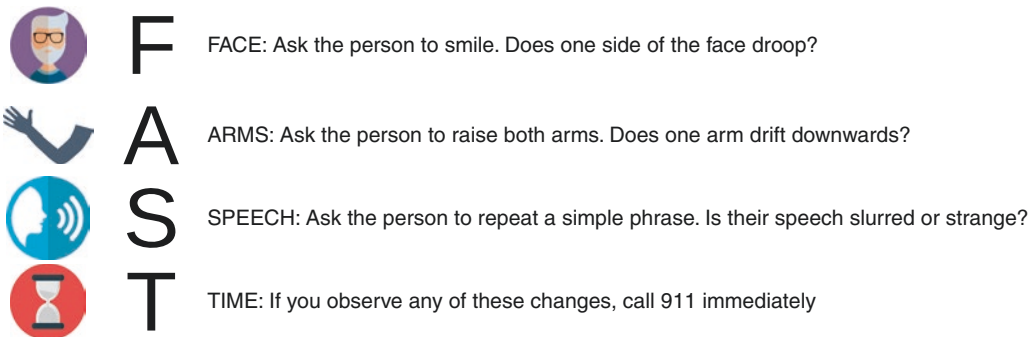 F FACE: Ask the person to smile. Does one side of the face droop?
A ARMS: Ask the person to raise both arms. Does one arm drift downwards?
S SPEECH: Ask the person to repeat a simple phrase. Is their speech slurred or strange?
T TIME: If you observe any of these changes, call 911 immediately